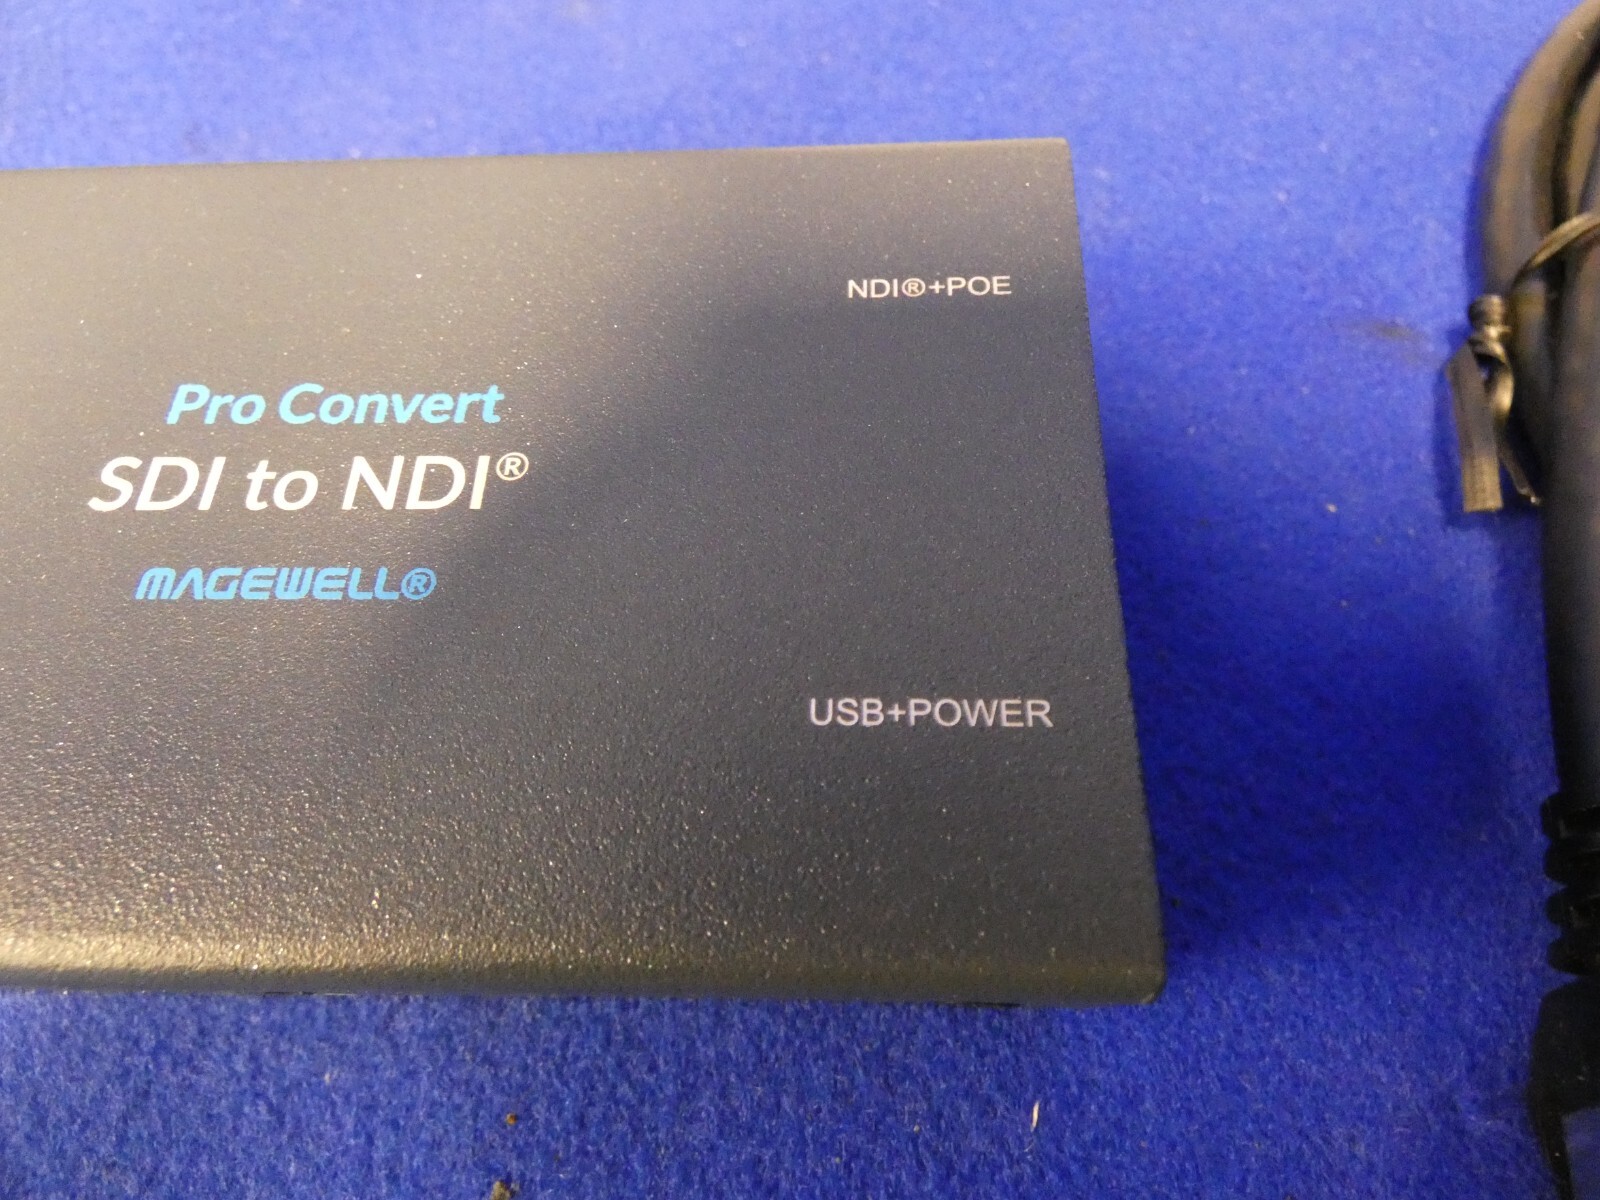 NDI®+POE
Pro Convert
SDI to NDI®
MAGEWELL®
USB+POWER